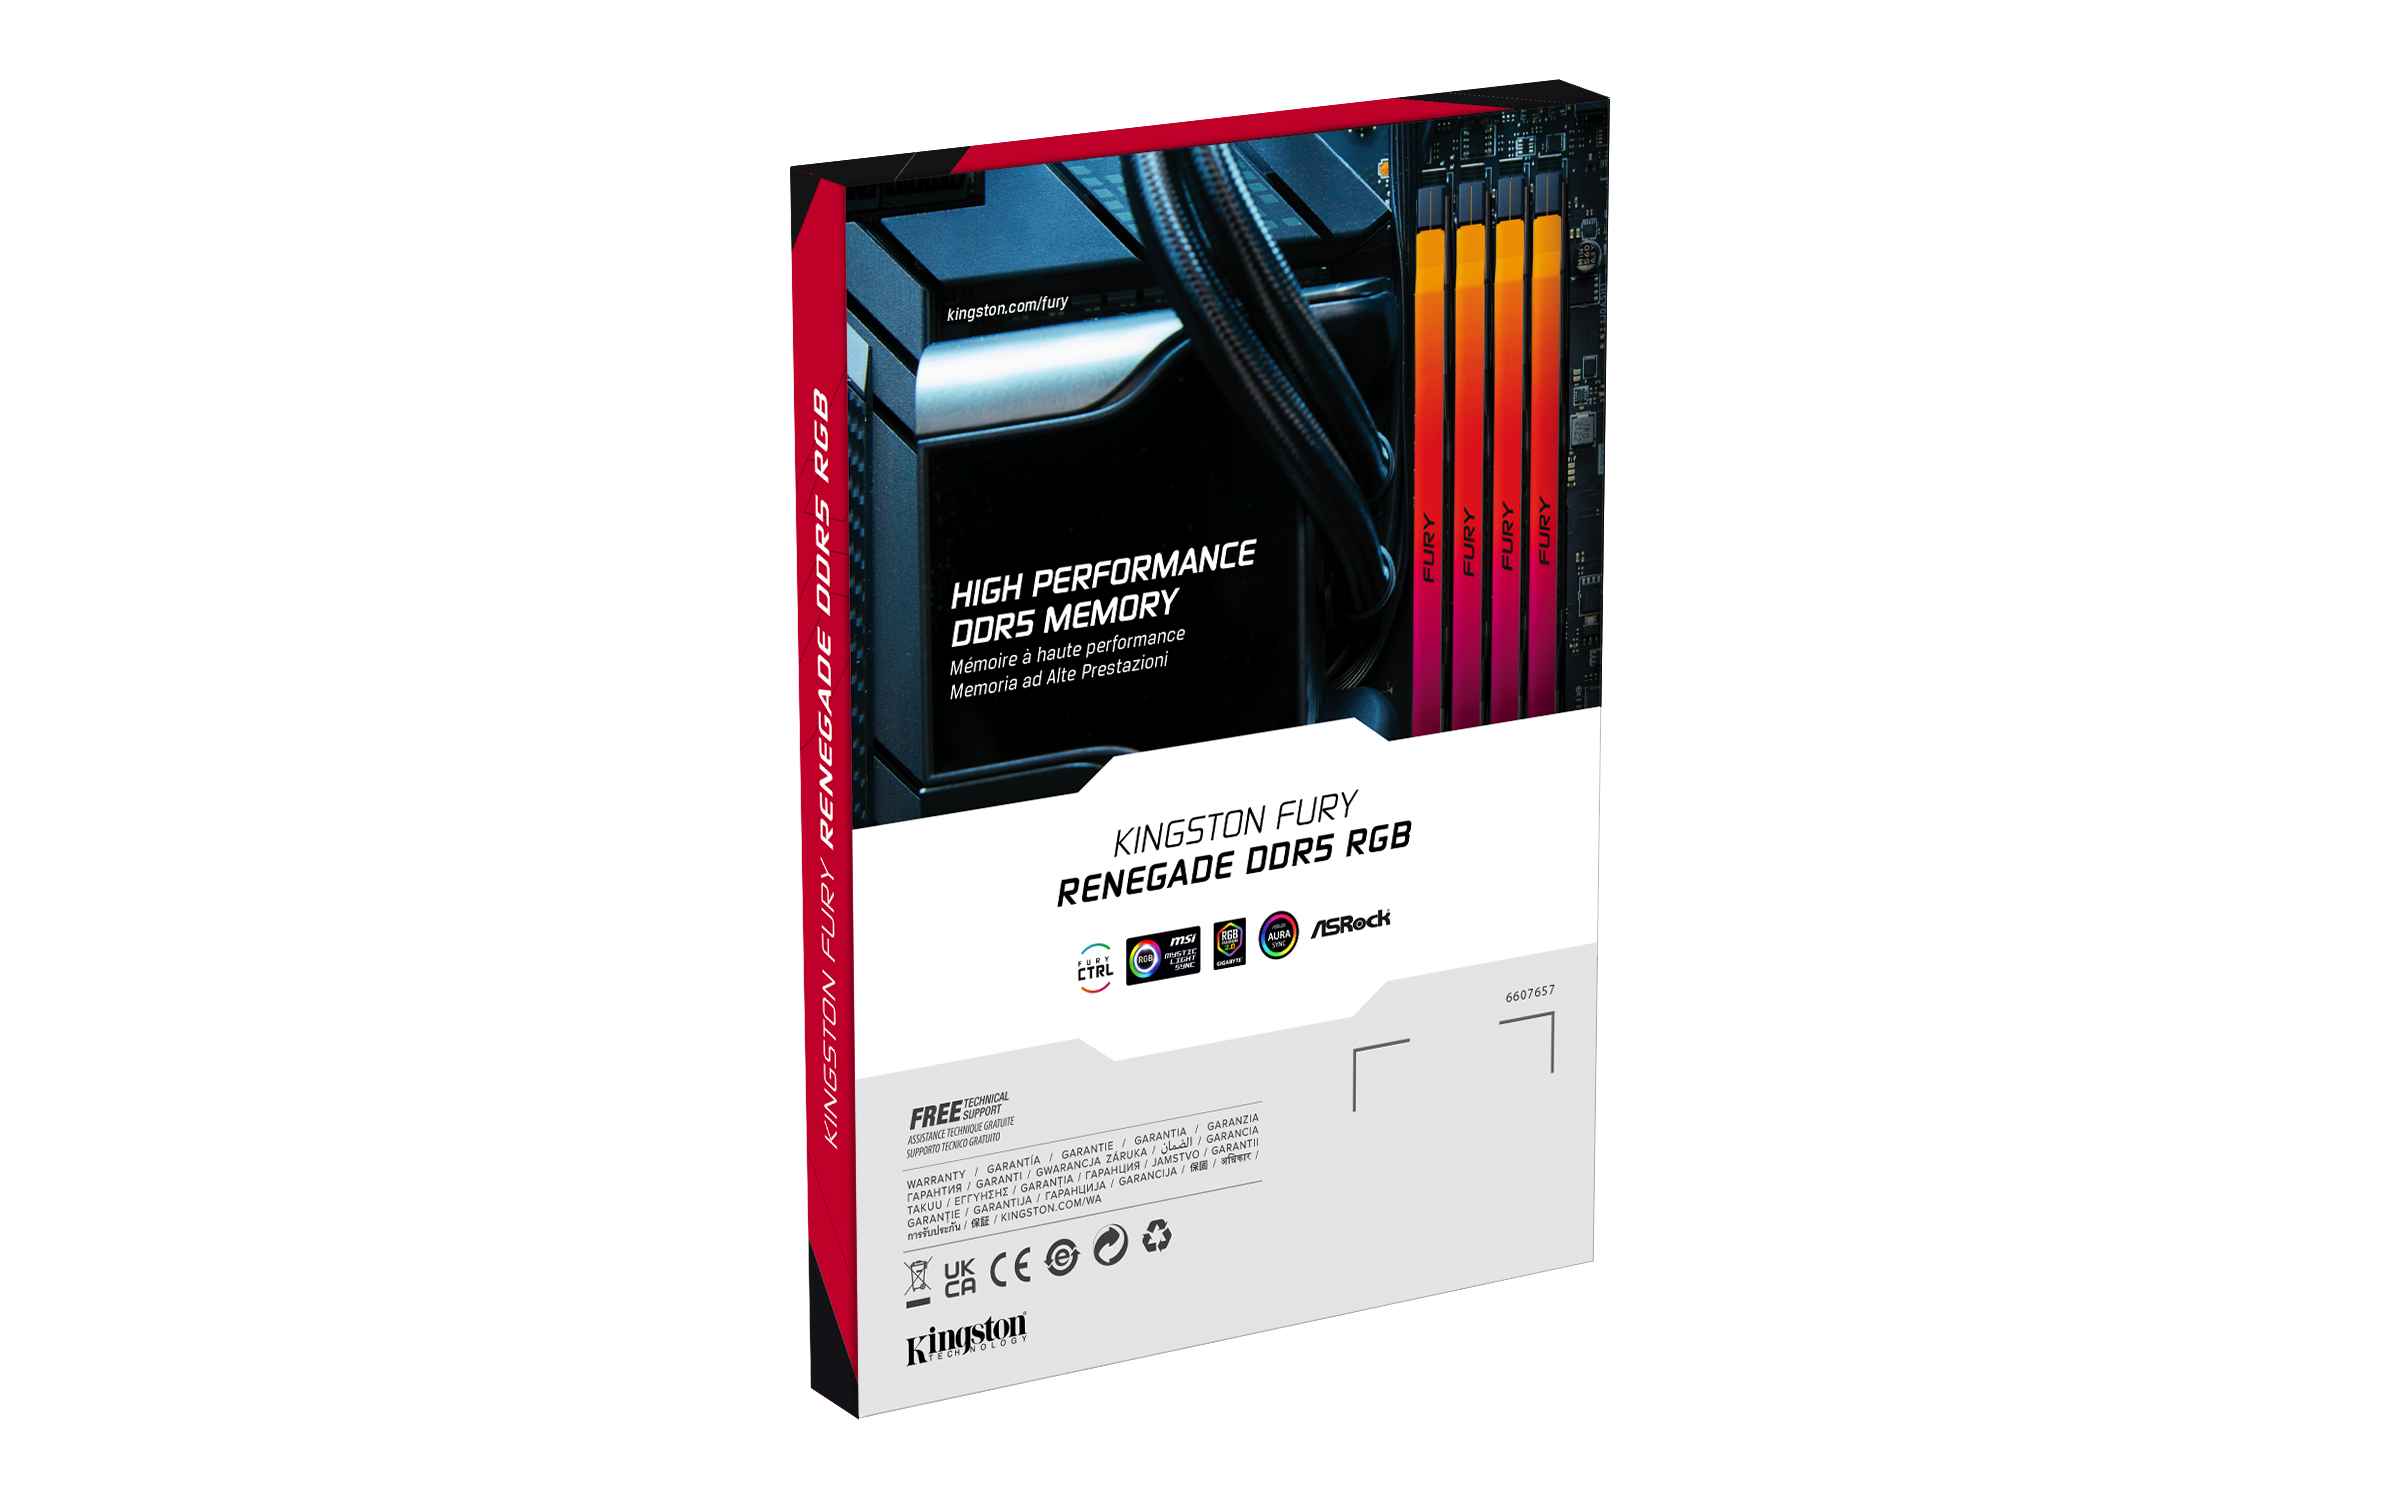 KINGSTON FURY RENEGADE DDR5 RGB
kingston.com/fury
HIGH PERFORMANCE
DDR5 MEMORY
Mémoire à haute performance
Memoria ad Alte Prestazioni
FURY
FURY
FURY
FURY
KINGSTON FURY
RENEGADE DDR5 RGB
FURY
CTRL
RGB
msi
MYSTIC
LIGHT
SYNC
RGB
FUSION
2.0
GIGABYTE
AURA
SYNC
ASRock
6607657
FREE TECHNICAL
SUPPORT
ASSISTANCE TECHNIQUE GRATUITE
SUPPORTO TECNICO GRATUITO
WARRANTY / GARANTÍA / GARANTIE / GARANTIA / GARANZIA
ГАРАНТИЯ / GARANTI / GWARANCJA ZÁRUKA / الضمان / GARANCIA
TAKUU / ΕΓΓΥΗΣΗΣ / GARANȚIA / ГАРАНЦИЯ / JAMSTVO / GARANTII
GARANȚIE / GARANTIJA / ГАРАНЦИЈА / GARANCIJA / 保固 / अधिकार /
การรับประกัน / 保証 / KINGSTON.COM/WA
UK
CA
CE
e
Kingston
TECHNOLOGY